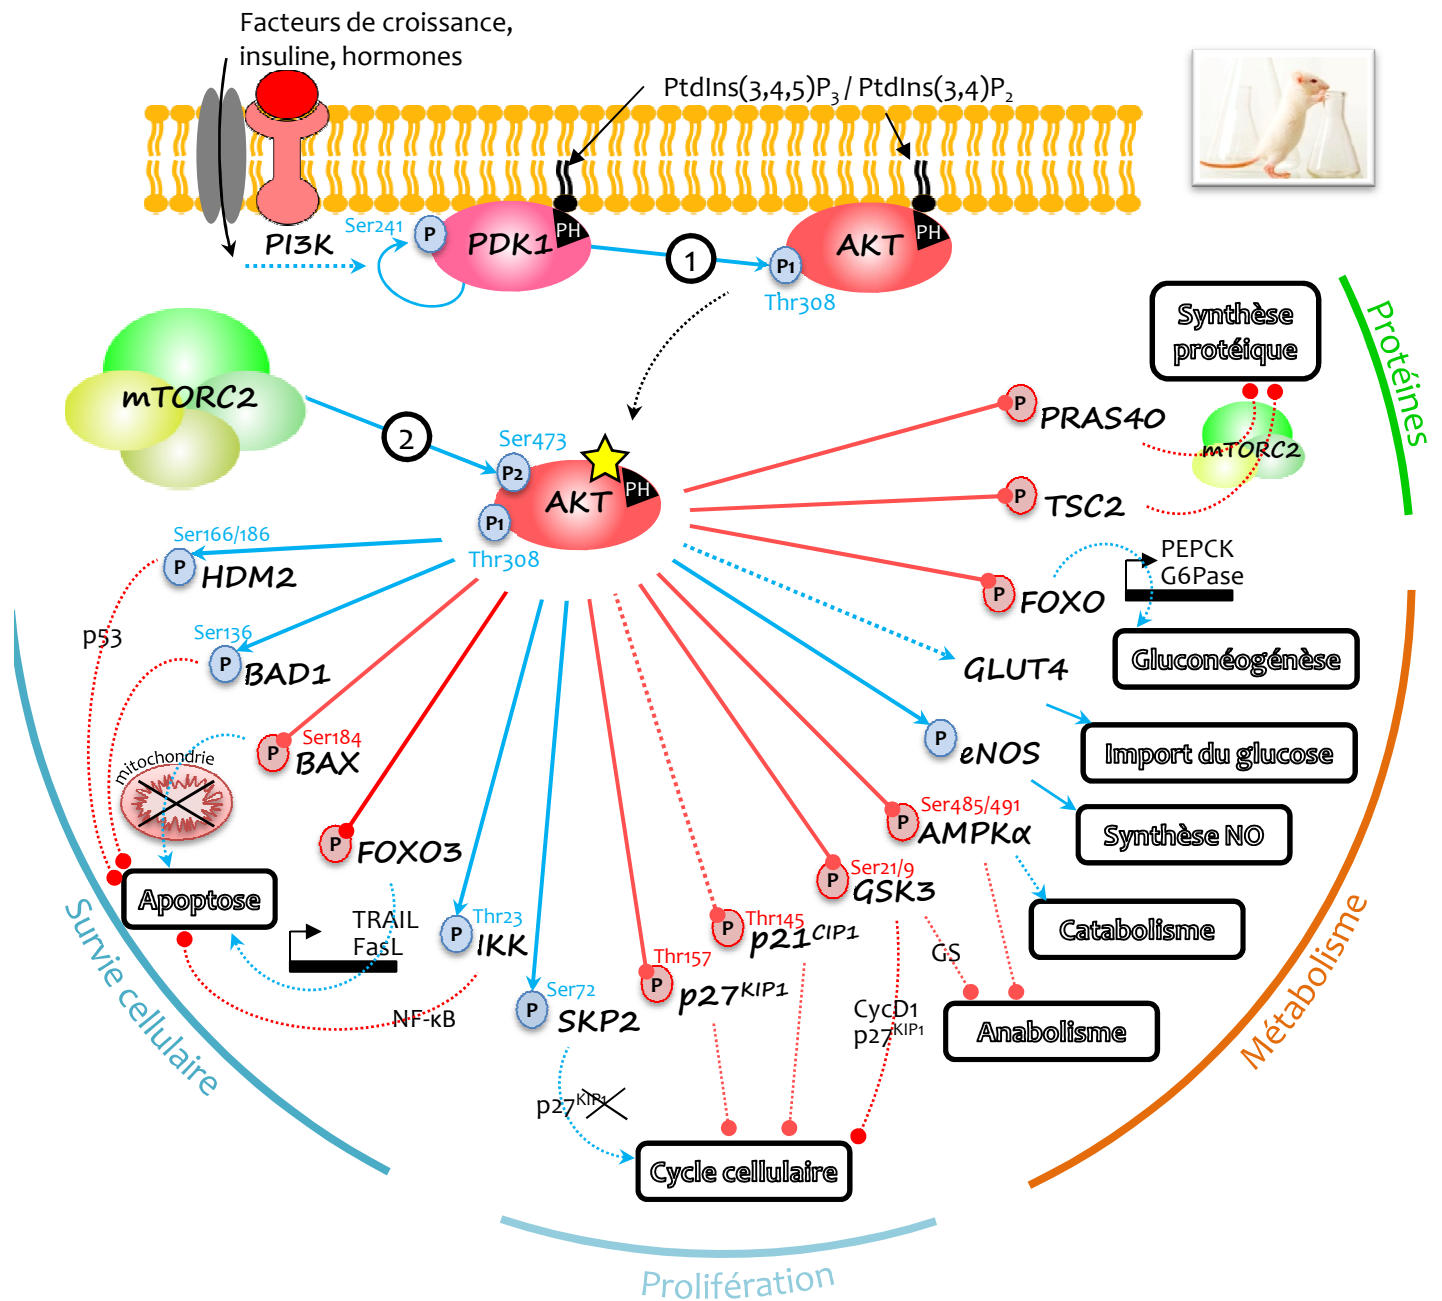 Facteurs de croissance,
insuline, hormones
PtdIns(3,4,5)P3 / PtdIns(3,4)P2
Ser241
P
PI3K
PDK1
PH
1
P1
AKT
PH
Thr308
mTORC2
2
Ser473
P2
AKT
PH
P1
Thr308
Synthèse
protéique
Protéines
P
PRAS40
mTORC2
P
TSC2
P
FOXO
PEPCK
G6Pase
Gluconéogénèse
GLUT4
Import du glucose
P
eNOS
Synthèse NO
Ser485/491
P
AMPKα
Catabolisme
Ser21/9
P
GSK3
GS
Anabolisme
Métabolisme
CycD1
p27KIP1
Thr145
P
p21CIP1
Thr157
P
p27KIP1
Ser72
P
SKP2
p27KIP1
Cycle cellulaire
Prolifération
Thr23
P
IKK
NF-κB
P
FOXO3
TRAIL
FasL
Ser184
P
BAX
mitochondrie
Apoptose
Ser136
P
BAD1
Ser166/186
P
HDM2
p53
Survie cellulaire